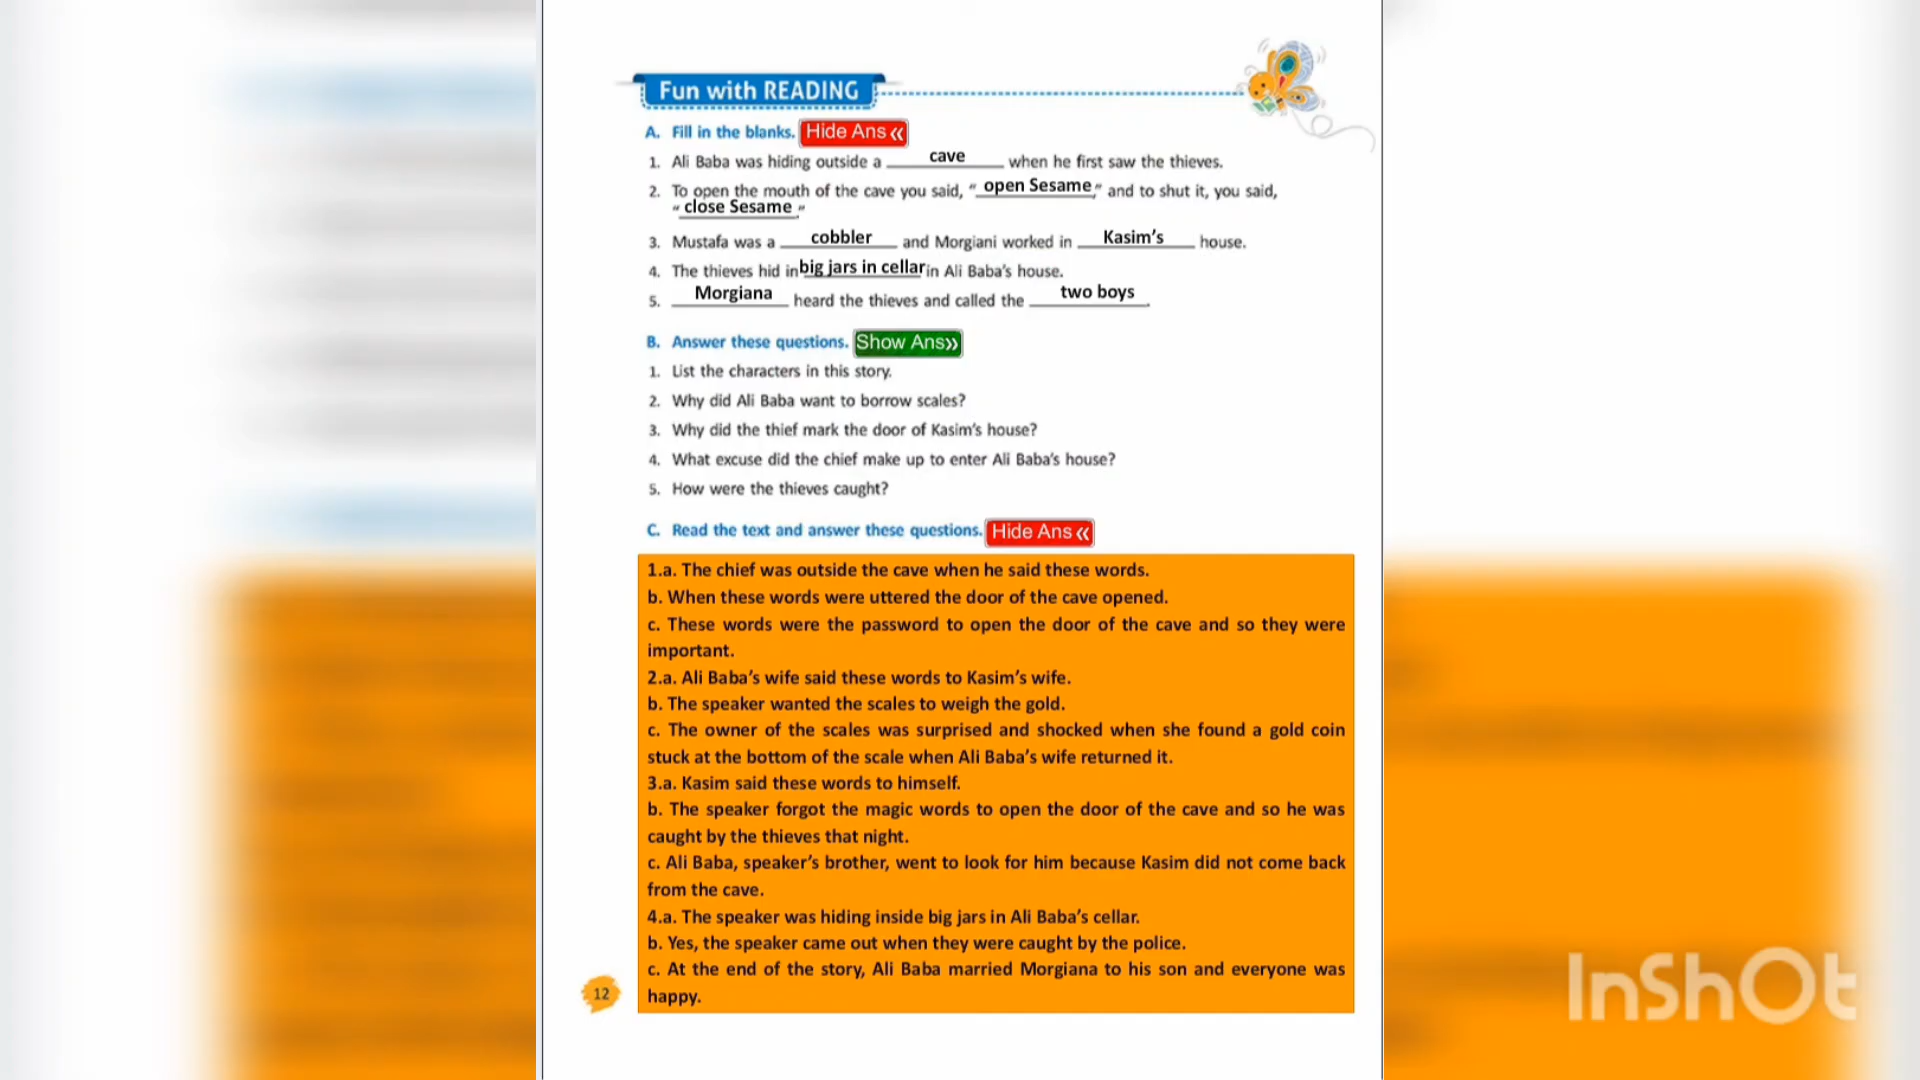 Fun with READING
A. Fill in the blanks. Hide Ans «
1. Ali Baba was hiding outside a cave when he first saw the thieves.
2. To open the mouth of the cave you said, “open Sesame,” and to shut it, you said,
“close Sesame.”
3. Mustafa was a cobbler and Morgiani worked in Kasim’s house.
4. The thieves hid in big jars in cellar in Ali Baba’s house.
5. Morgiana heard the thieves and called the two boys.
B. Answer these questions. Show Ans»
1. List the characters in this story.
2. Why did Ali Baba want to borrow scales?
3. Why did the thief mark the door of Kasim’s house?
4. What excuse did the chief make up to enter Ali Baba’s house?
5. How were the thieves caught?
C. Read the text and answer these questions. Hide Ans «
1.a. The chief was outside the cave when he said these words.
b. When these words were uttered the door of the cave opened.
c. These words were the password to open the door of the cave and so they were
important.
2.a. Ali Baba’s wife said these words to Kasim’s wife.
b. The speaker wanted the scales to weigh the gold.
c. The owner of the scales was surprised and shocked when she found a gold coin
stuck at the bottom of the scale when Ali Baba’s wife returned it.
3.a. Kasim said these words to himself.
b. The speaker forgot the magic words to open the door of the cave and so he was
caught by the thieves that night.
c. Ali Baba, speaker’s brother, went to look for him because Kasim did not come back
from the cave.
4.a. The speaker was hiding inside big jars in Ali Baba’s cellar.
b. Yes, the speaker came out when they were caught by the police.
c. At the end of the story, Ali Baba married Morgiana to his son and everyone was
happy.
12
InShOt